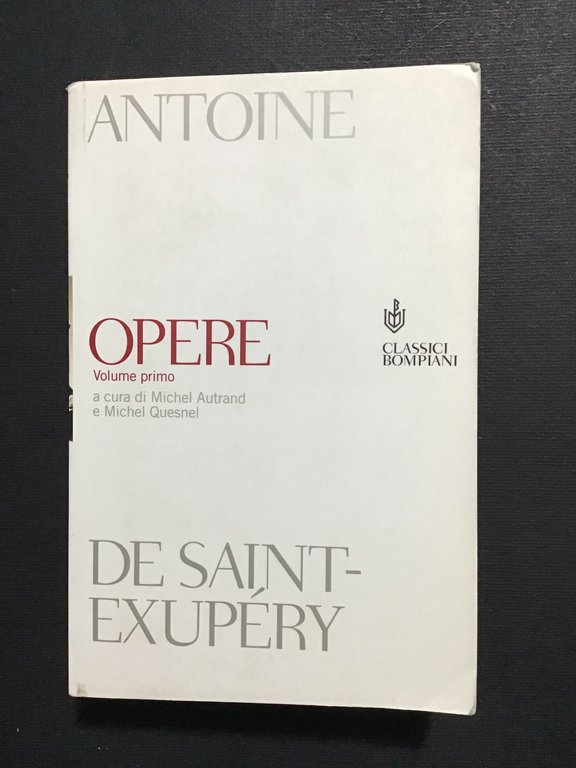 ANTOINE
OPERE
Volume primo
a cura di Michel Autrand
e Michel Quesnel
B
CLASSICI
BOMPIANI
DE SAINT-
EXUPÉRY